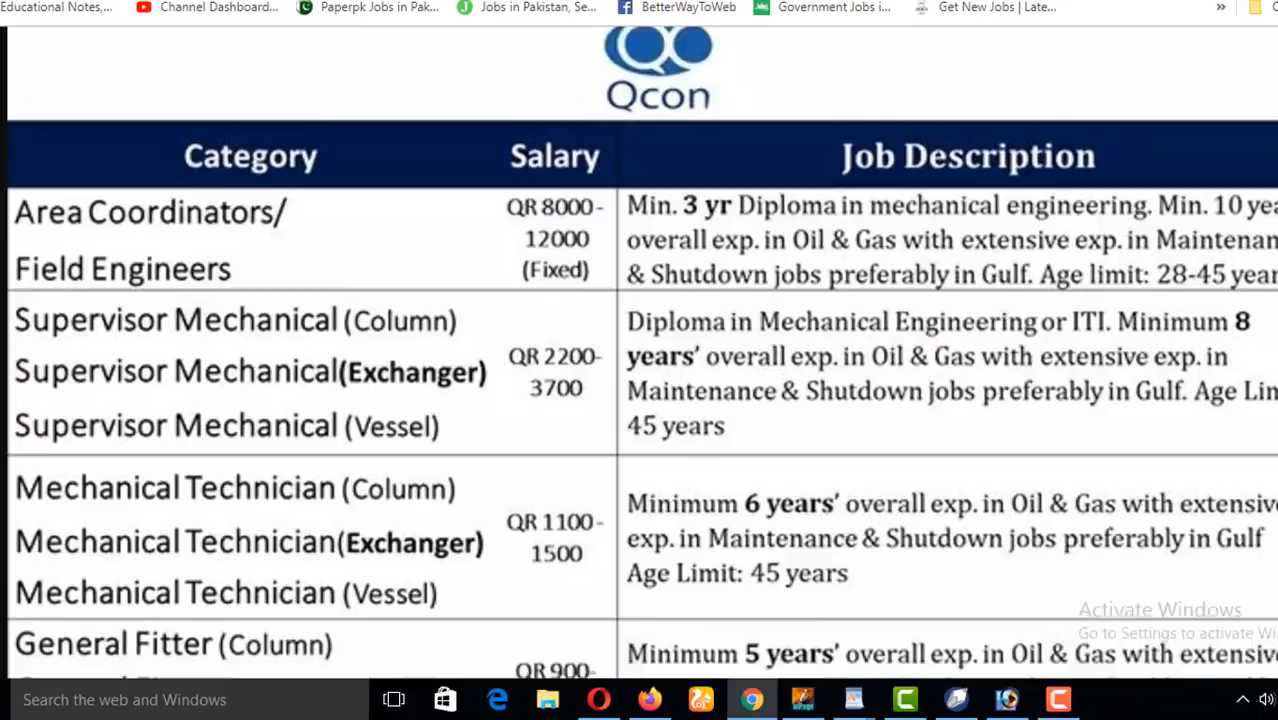 Educational Notes,... Channel Dashboard... Paperpk Jobs in Pak... Jobs in Pakistan, Se... BetterWayToWeb Government Jobs i... Get New Jobs | Late... »
Qcon
Category Salary Job Description
Area Coordinators/
Field Engineers
QR 8000-
12000
(Fixed)
Min. 3 yr Diploma in mechanical engineering. Min. 10 yea
overall exp. in Oil & Gas with extensive exp. in Maintenan
& Shutdown jobs preferably in Gulf. Age limit: 28-45 year
Supervisor Mechanical (Column)
Supervisor Mechanical(Exchanger)
Supervisor Mechanical (Vessel)
QR 2200-
3700
Diploma in Mechanical Engineering or ITI. Minimum 8
years' overall exp. in Oil & Gas with extensive exp. in
Maintenance & Shutdown jobs preferably in Gulf. Age Lim
45 years
Mechanical Technician (Column)
Mechanical Technician(Exchanger)
Mechanical Technician (Vessel)
QR 1100-
1500
Minimum 6 years' overall exp. in Oil & Gas with extensive
exp. in Maintenance & Shutdown jobs preferably in Gulf
Age Limit: 45 years
General Fitter (Column)
QR 900-
Minimum 5 years' overall exp. in Oil & Gas with extensive
Activate Windows
Go to Settings to activate Wi
Search the web and Windows